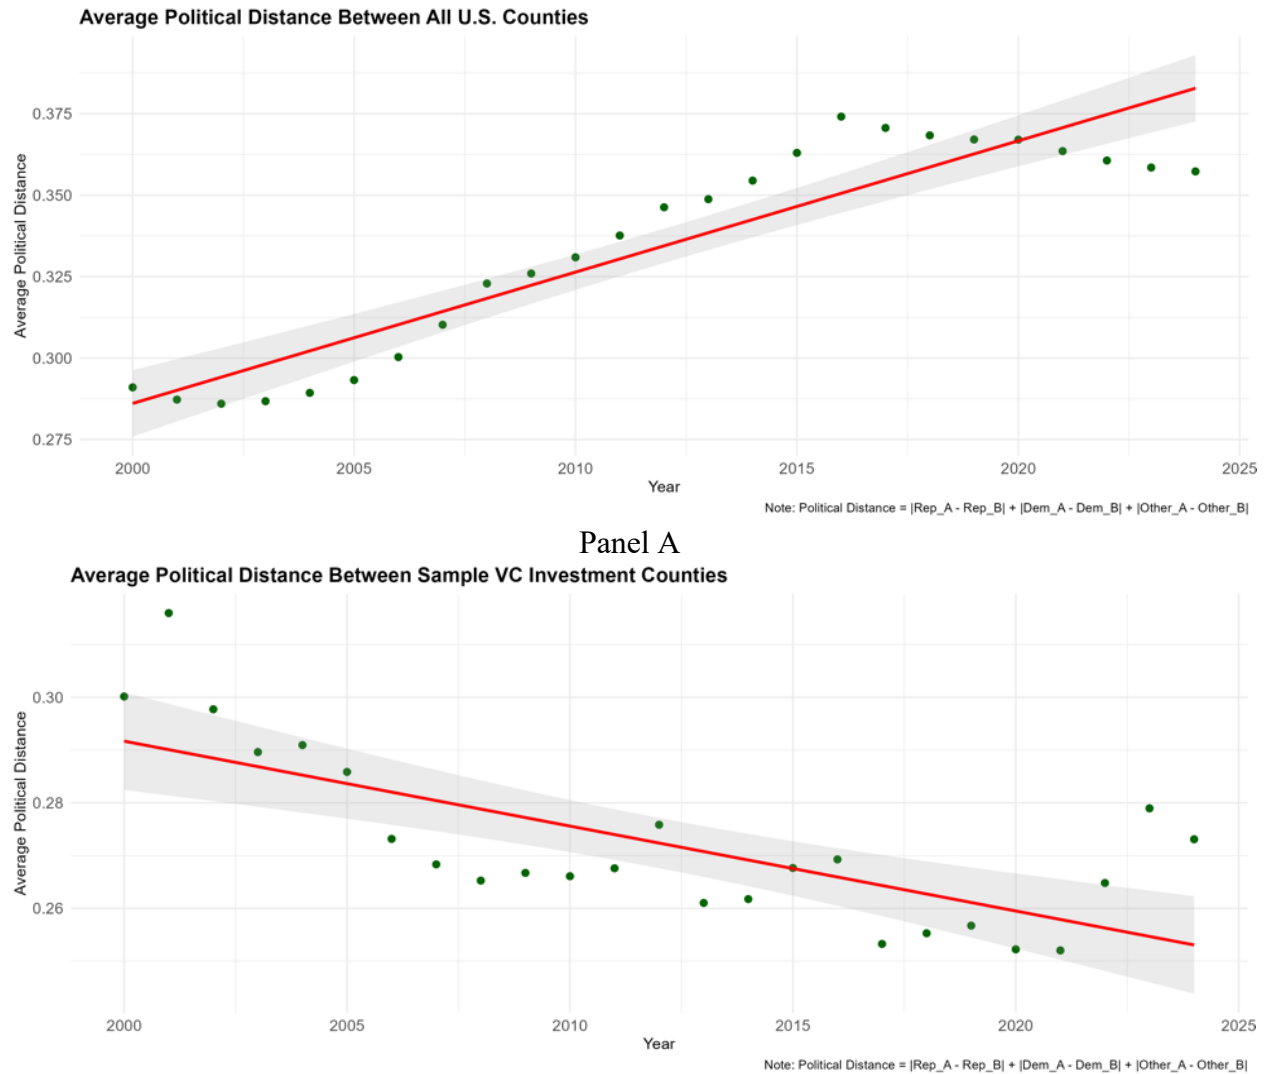 Average Political Distance Between All U.S. Counties
Average Political Distance
0.375
0.350
0.325
0.300
0.275
2000 2005 2010 2015 2020 2025
Year
Note: Political Distance = |Rep_A - Rep_B| + |Dem_A - Dem_B| + |Other_A - Other_B|
Panel A
Average Political Distance Between Sample VC Investment Counties
Average Political Distance
0.30
0.28
0.26
2000 2005 2010 2015 2020 2025
Year
Note: Political Distance = |Rep_A - Rep_B| + |Dem_A - Dem_B| + |Other_A - Other_B|